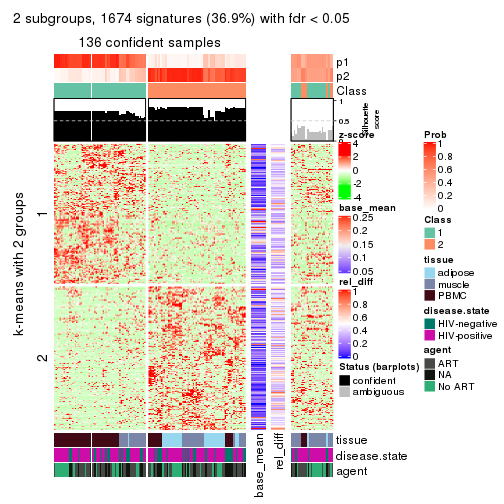 2 subgroups, 1674 signatures (36.9%) with fdr < 0.05
136 confident samples
p1
p2
Class
1
0.5
0
Silhouette score
k-means with 2 groups
1
2
z-score
4
2
0
-2
-4
base_mean
0.25
0.2
0.15
0.1
0.05
rel_diff
1
0.8
0.6
0.4
0.2
0
Status (barplots)
confident
ambiguous
Prob
1
0.8
0.6
0.4
0.2
0
Class
1
2
tissue
adipose
muscle
PBMC
disease.state
HIV-negative
HIV-positive
agent
ART
NA
No ART
tissue
disease.state
agent
base_mean
rel_diff